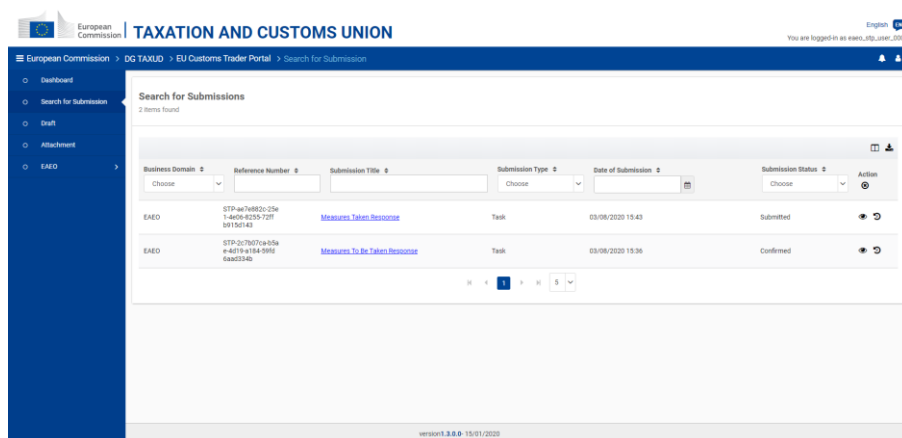 European
Commission
TAXATION AND CUSTOMS UNION
English EN
You are logged-in as eaeo_stp_user_00
European Commission > DG TAXUD > EU Customs Trader Portal > Search for Submission
Dashboard
Search for Submission
Draft
Attachment
EAEO >
Search for Submissions
2 items found
Business Domain Reference Number Submission Title Submission Type Date of Submission Submission Status Action
Choose Choose Choose
EAEO STP-ae7e882c-25e Measures Taken Response Task 03/08/2020 15:43 Submitted
1-4e06-8255-72ff
b915d143
EAEO STP-2c7b07ca-b5a Measures To Be Taken Response Task 03/08/2020 15:36 Confirmed
e-4d19-a184-59fd
6aad334b
1 5
version1.3.0.0- 15/01/2020